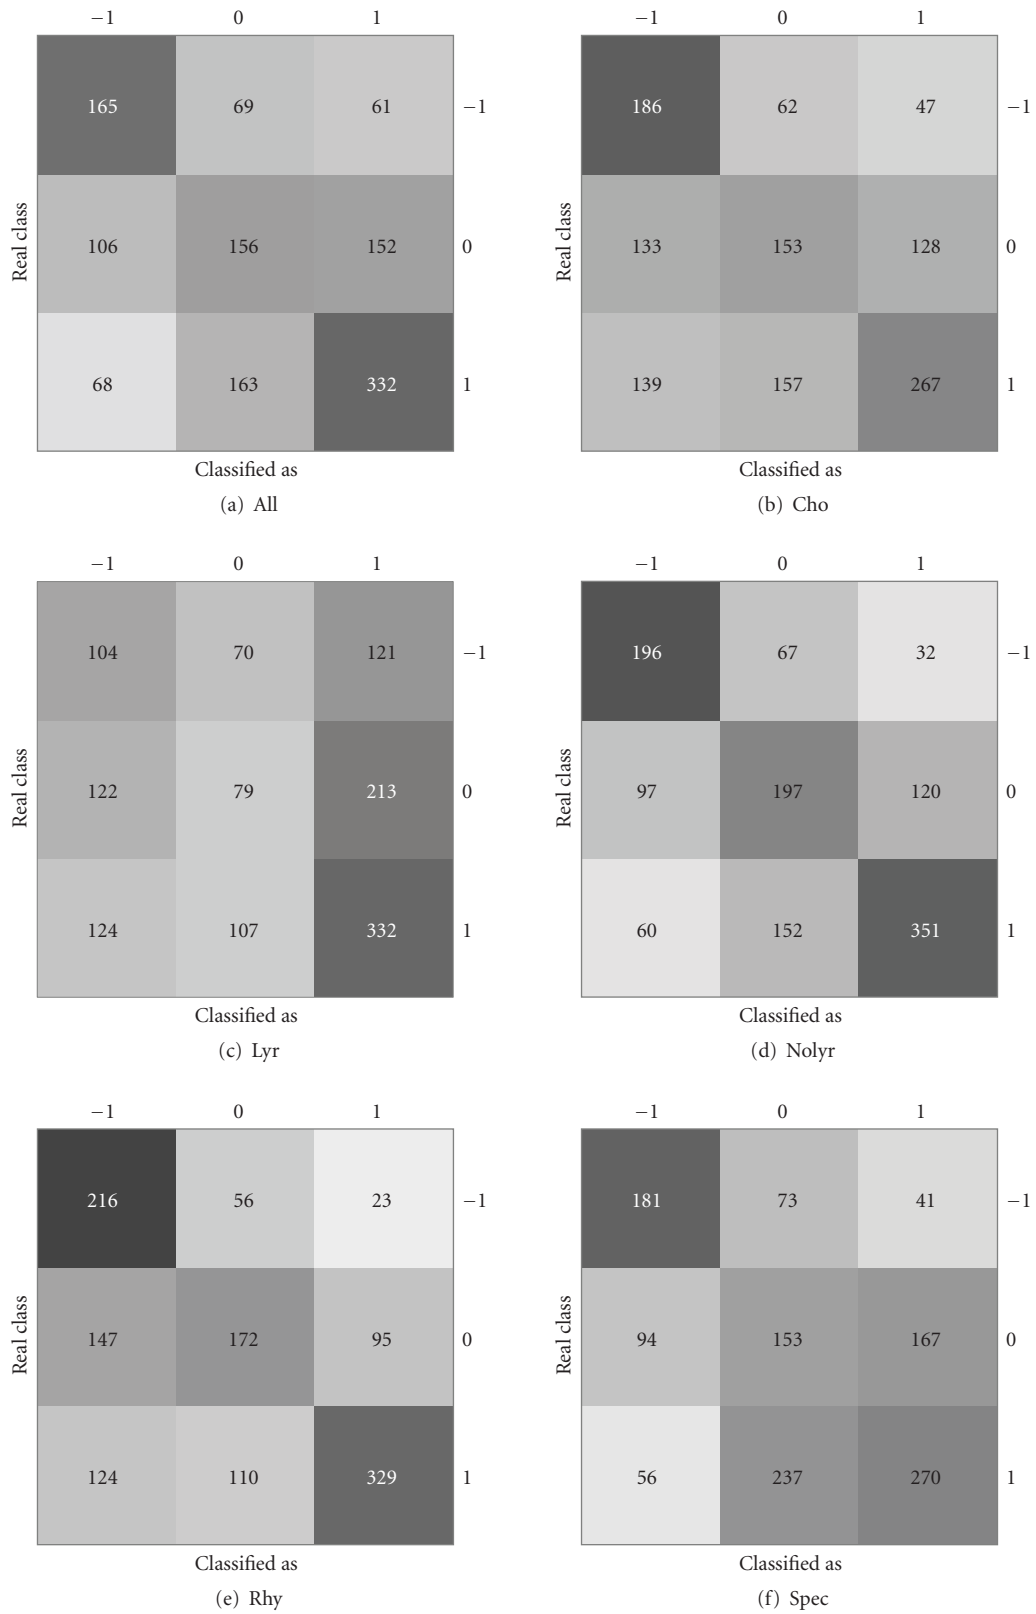 −1 0 1
165 69 61 −1
Real class
106 156 152 0
68 163 332 1
Classified as
(a) All
−1 0 1
186 62 47 −1
Real class
133 153 128 0
139 157 267 1
Classified as
(b) Cho
−1 0 1
104 70 121 −1
Real class
122 79 213 0
124 107 332 1
Classified as
(c) Lyr
−1 0 1
196 67 32 −1
Real class
97 197 120 0
60 152 351 1
Classified as
(d) Nolyr
−1 0 1
216 56 23 −1
Real class
147 172 95 0
124 110 329 1
Classified as
(e) Rhy
−1 0 1
181 73 41 −1
Real class
94 153 167 0
56 237 270 1
Classified as
(f) Spec